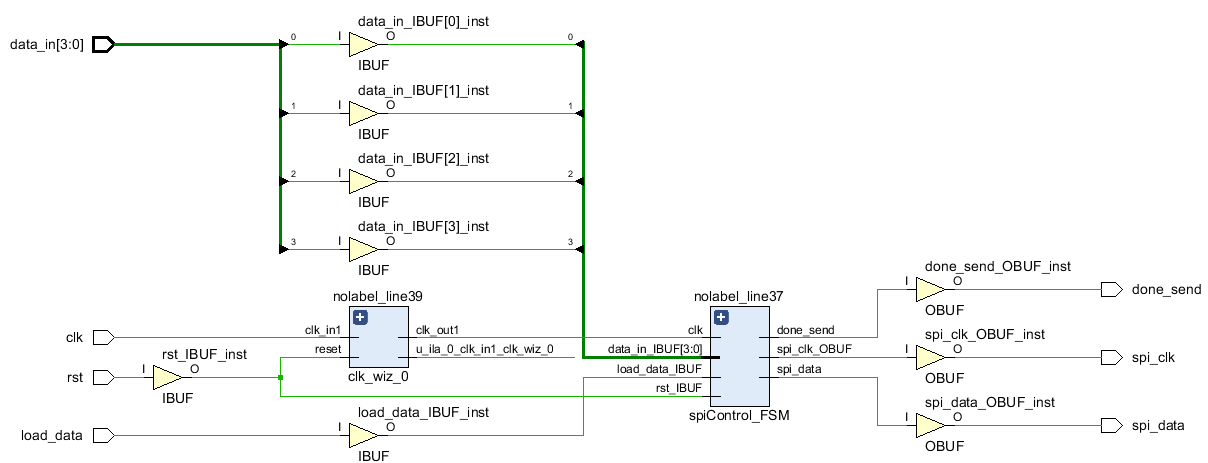 data_in_IBUF[0]_inst
data_in[3:0]
0
I
O
0
IBUF
data_in_IBUF[1]_inst
1
I
O
1
IBUF
data_in_IBUF[2]_inst
2
I
O
2
IBUF
data_in_IBUF[3]_inst
3
I
O
3
IBUF
nolabel_line39
clk
clk_in1
clk_out1
reset
u_ila_0_clk_in1_clk_wiz_0
clk_wiz_0
rst_IBUF_inst
rst
I
O
IBUF
load_data_IBUF_inst
load_data
I
O
IBUF
nolabel_line37
clk
done_send
data_in_IBUF[3:0]
spi_clk_OBUF
load_data_IBUF
spi_data
rst_IBUF
spiControl_FSM
done_send_OBUF_inst
I
O
done_send
OBUF
spi_clk_OBUF_inst
I
O
spi_clk
OBUF
spi_data_OBUF_inst
I
O
spi_data
OBUF